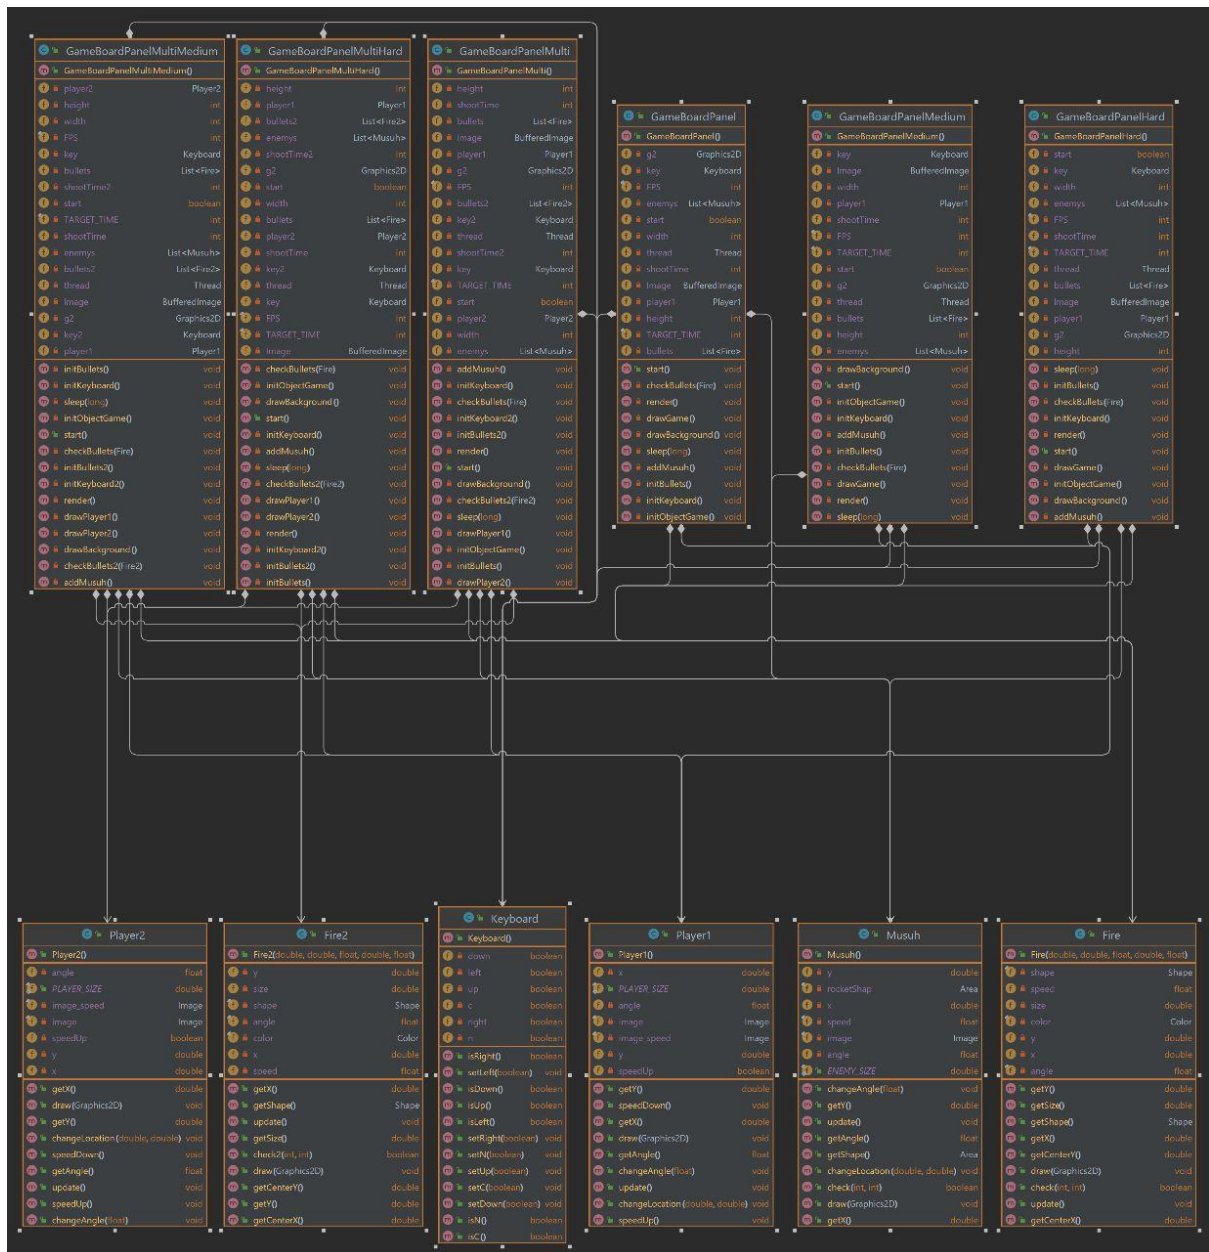 GameBoardPanelMultiMedium
GameBoardPanelMultiMedium()
player2 Player2
height int
width int
FPS int
key Keyboard
bullets List<Fire>
shootTime2 int
start boolean
TARGET_TIME int
shootTime int
enemys List<Musuh>
bullets2 List<Fire2>
thread Thread
image BufferedImage
g2 Graphics2D
key2 Keyboard
player1 Player1
initBullets() void
initKeyboard() void
sleep(long) void
initObjectGame() void
start() void
checkBullets(Fire) void
initBullets2() void
initKeyboard2() void
render() void
drawPlayer1() void
drawPlayer2() void
drawBackground() void
checkBullets2(Fire2) void
addMusuh() void
GameBoardPanelMultiHard
GameBoardPanelMultiHard()
height int
player1 Player1
bullets2 List<Fire2>
enemys List<Musuh>
shootTime2 int
g2 Graphics2D
start boolean
width int
bullets List<Fire>
player2 Player2
shootTime int
key2 Keyboard
thread Thread
key Keyboard
FPS int
TARGET_TIME int
image BufferedImage
checkBullets(Fire) void
initObjectGame() void
drawBackground() void
start() void
initKeyboard() void
addMusuh() void
sleep(long) void
checkBullets2(Fire2) void
drawPlayer1() void
drawPlayer2() void
render() void
initKeyboard2() void
initBullets2() void
initBullets() void
GameBoardPanelMulti
GameBoardPanelMulti()
height int
shootTime int
bullets List<Fire>
image BufferedImage
player1 Player1
g2 Graphics2D
FPS int
bullets2 List<Fire2>
key2 Keyboard
thread Thread
shootTime2 int
key Keyboard
TARGET_TIME int
start boolean
player2 Player2
width int
enemys List<Musuh>
addMusuh() void
initKeyboard() void
checkBullets(Fire) void
initKeyboard2() void
initBullets2() void
render() void
start() void
drawBackground() void
checkBullets2(Fire2) void
sleep(long) void
drawPlayer1() void
initObjectGame() void
initBullets() void
drawPlayer2() void
GameBoardPanel
GameBoardPanel()
g2 Graphics2D
key Keyboard
FPS int
enemys List<Musuh>
start boolean
width int
thread Thread
shootTime int
image BufferedImage
player1 Player1
height int
TARGET_TIME int
bullets List<Fire>
start() void
checkBullets(Fire) void
render() void
drawGame() void
drawBackground() void
sleep(long) void
addMusuh() void
initBullets() void
initKeyboard() void
initObjectGame() void
GameBoardPanelMedium
GameBoardPanelMedium()
key Keyboard
image BufferedImage
width int
player1 Player1
shootTime int
FPS int
TARGET_TIME int
start boolean
g2 Graphics2D
thread Thread
bullets List<Fire>
height int
enemys List<Musuh>
drawBackground() void
start() void
initObjectGame() void
initKeyboard() void
addMusuh() void
initBullets() void
checkBullets(Fire) void
drawGame() void
render() void
sleep(long) void
GameBoardPanelHard
GameBoardPanelHard()
start boolean
key Keyboard
width int
enemys List<Musuh>
FPS int
shootTime int
TARGET_TIME int
thread Thread
bullets List<Fire>
image BufferedImage
player1 Player1
g2 Graphics2D
height int
sleep(long) void
initBullets() void
checkBullets(Fire) void
initKeyboard() void
render() void
start() void
drawGame() void
initObjectGame() void
drawBackground() void
addMusuh() void
Player2
Player2()
angle float
PLAYER_SIZE double
image_speed Image
image Image
speedUp boolean
y double
x double
getX() double
draw(Graphics2D) void
getY() double
changeLocation(double, double) void
speedDown() void
getAngle() float
update() void
speedUp() void
changeAngle(float) void
Fire2
Fire2(double, double, float, double, float)
y double
size double
shape Shape
angle float
color Color
x double
speed float
getX() double
getShape() Shape
update() void
getSize() double
check2(int, int) boolean
draw(Graphics2D) void
getCenterY() double
getY() double
getCenterX() double
Keyboard
Keyboard()
down boolean
left boolean
up boolean
c boolean
right boolean
n boolean
isRight() boolean
setLeft(boolean) void
isDown() boolean
isUp() boolean
isLeft() boolean
setRight(boolean) void
setN(boolean) void
setUp(boolean) void
setC(boolean) void
setDown(boolean) void
isN() boolean
isC() boolean
Player1
Player1()
x double
PLAYER_SIZE double
angle float
image Image
image_speed Image
y double
speedUp boolean
getY() double
speedDown() void
getX() double
draw(Graphics2D) void
getAngle() float
changeAngle(float) void
update() void
changeLocation(double, double) void
speedUp() void
Musuh
Musuh()
y double
rocketShap Area
x double
speed float
image Image
angle float
ENEMY_SIZE double
changeAngle(float) void
getY() double
update() void
getAngle() float
getShape() Area
changeLocation(double, double) void
check(int, int) boolean
draw(Graphics2D) void
getX() double
Fire
Fire(double, double, float, double, float)
shape Shape
speed float
size double
color Color
y double
x double
angle float
getY() double
getSize() double
getShape() Shape
getX() double
getCenterY() double
draw(Graphics2D) void
check(int, int) boolean
update() void
getCenterX() double